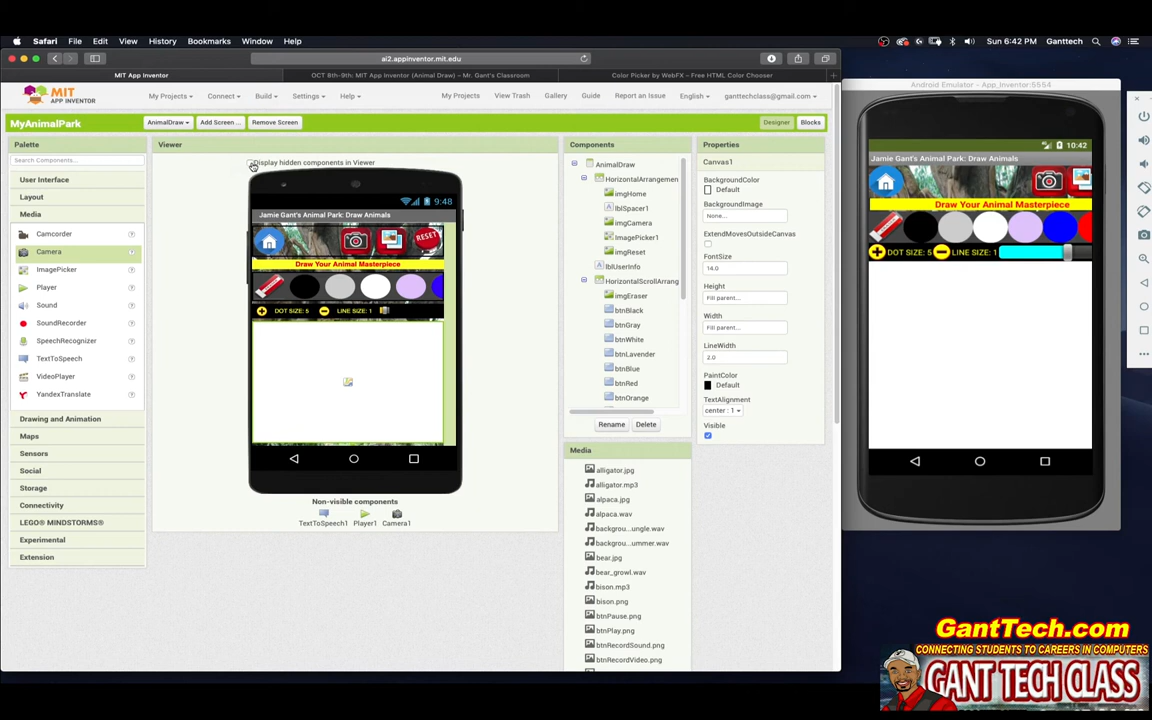 Safari File Edit View History Bookmarks Window Help
Sun 6:42 PM Ganttech
ai2.appinventor.mit.edu
MIT App Inventor
OCT 8th-9th: MIT App Inventor (Animal Draw) – Mr. Gant's Classroom
Color Picker by WebFX – Free HTML Color Chooser
MIT
APP INVENTOR
My Projects Connect Build Settings Help
My Projects View Trash Gallery Guide Report an Issue English ganttechclass@gmail.com
MyAnimalPark
AnimalDraw Add Screen ... Remove Screen
Designer Blocks
Palette
Search Components...
User Interface
Layout
Media
Camcorder
Camera
ImagePicker
Player
Sound
SoundRecorder
SpeechRecognizer
TextToSpeech
VideoPlayer
YandexTranslate
Drawing and Animation
Maps
Sensors
Social
Storage
Connectivity
LEGO® MINDSTORMS®
Experimental
Extension
Viewer
Display hidden components in Viewer
9:48
Jamie Gant's Animal Park: Draw Animals
RESET
Draw Your Animal Masterpiece
DOT SIZE: 5 LINE SIZE: 1
Non-visible components
TextToSpeech1 Player1 Camera1
Components
AnimalDraw
HorizontalArrangemen
imgHome
lblSpacer1
imgCamera
ImagePicker1
imgReset
lblUserInfo
HorizontalScrollArrang
imgEraser
btnBlack
btnGray
btnWhite
btnLavender
btnBlue
btnRed
btnOrange
Rename Delete
Media
alligator.jpg
alligator.mp3
alpaca.jpg
alpaca.wav
backgrou...ungle.wav
backgrou...ummer.wav
bear.jpg
bear_growl.wav
bison.mp3
bison.png
btnPause.png
btnPlay.png
btnRecordSound.png
btnRecordVideo.png
Properties
Canvas1
BackgroundColor
Default
BackgroundImage
None...
ExtendMovesOutsideCanvas
FontSize
14.0
Height
Fill parent...
Width
Fill parent...
LineWidth
2.0
PaintColor
Default
TextAlignment
center : 1
Visible
Android Emulator - App_Inventor:5554
10:42
Jamie Gant's Animal Park: Draw Animals
Draw Your Animal Masterpiece
DOT SIZE: 5 LINE SIZE: 1
GanttTech.com
CONNECTING STUDENTS TO CAREERS IN COMPUTERS
GANT TECH CLASS